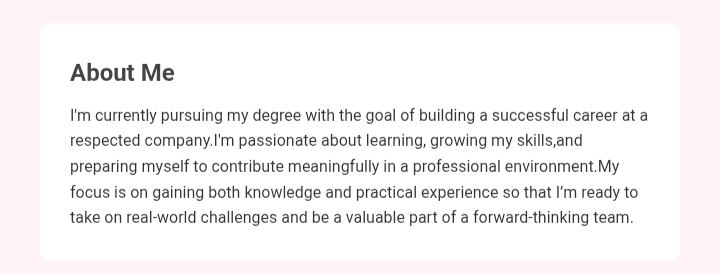 About Me
I'm currently pursuing my degree with the goal of building a successful career at a
respected company.I'm passionate about learning, growing my skills,and
preparing myself to contribute meaningfully in a professional environment.My
focus is on gaining both knowledge and practical experience so that I’m ready to
take on real-world challenges and be a valuable part of a forward-thinking team.